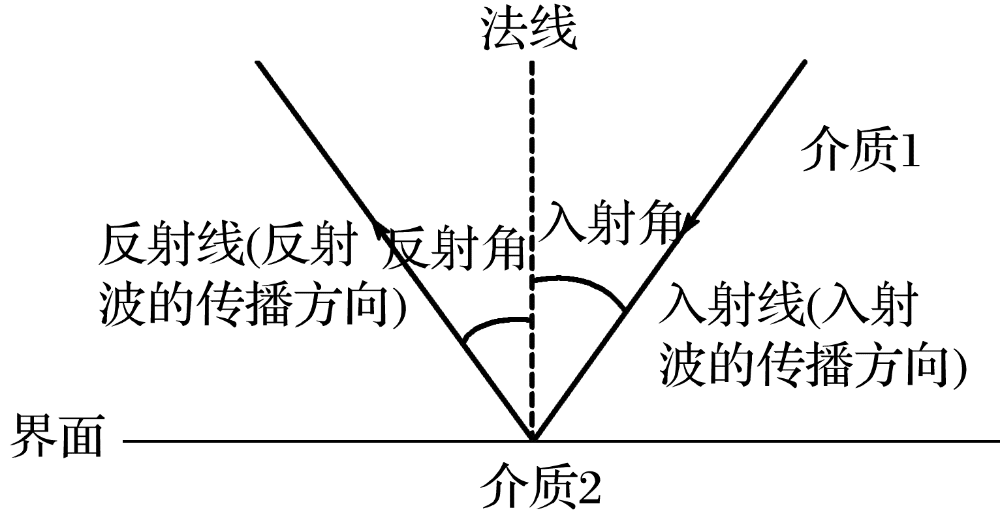 法线
介质1
入射角
反射角
反射线(反射
波的传播方向)
入射线(入射
波的传播方向)
界面
介质2